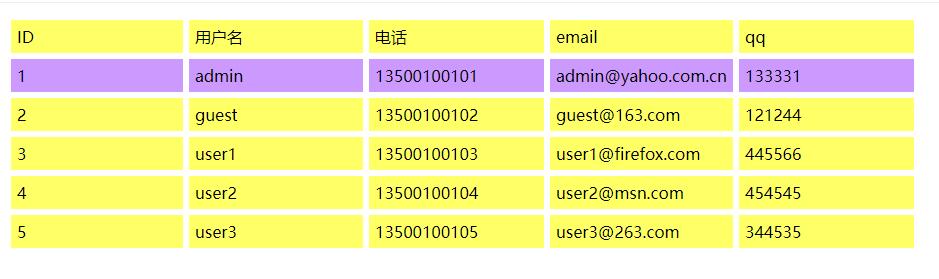 ID 用户名 电话 email qq
1 admin 13500100101 admin@yahoo.com.cn 133331
2 guest 13500100102 guest@163.com 121244
3 user1 13500100103 user1@firefox.com 445566
4 user2 13500100104 user2@msn.com 454545
5 user3 13500100105 user3@263.com 344535